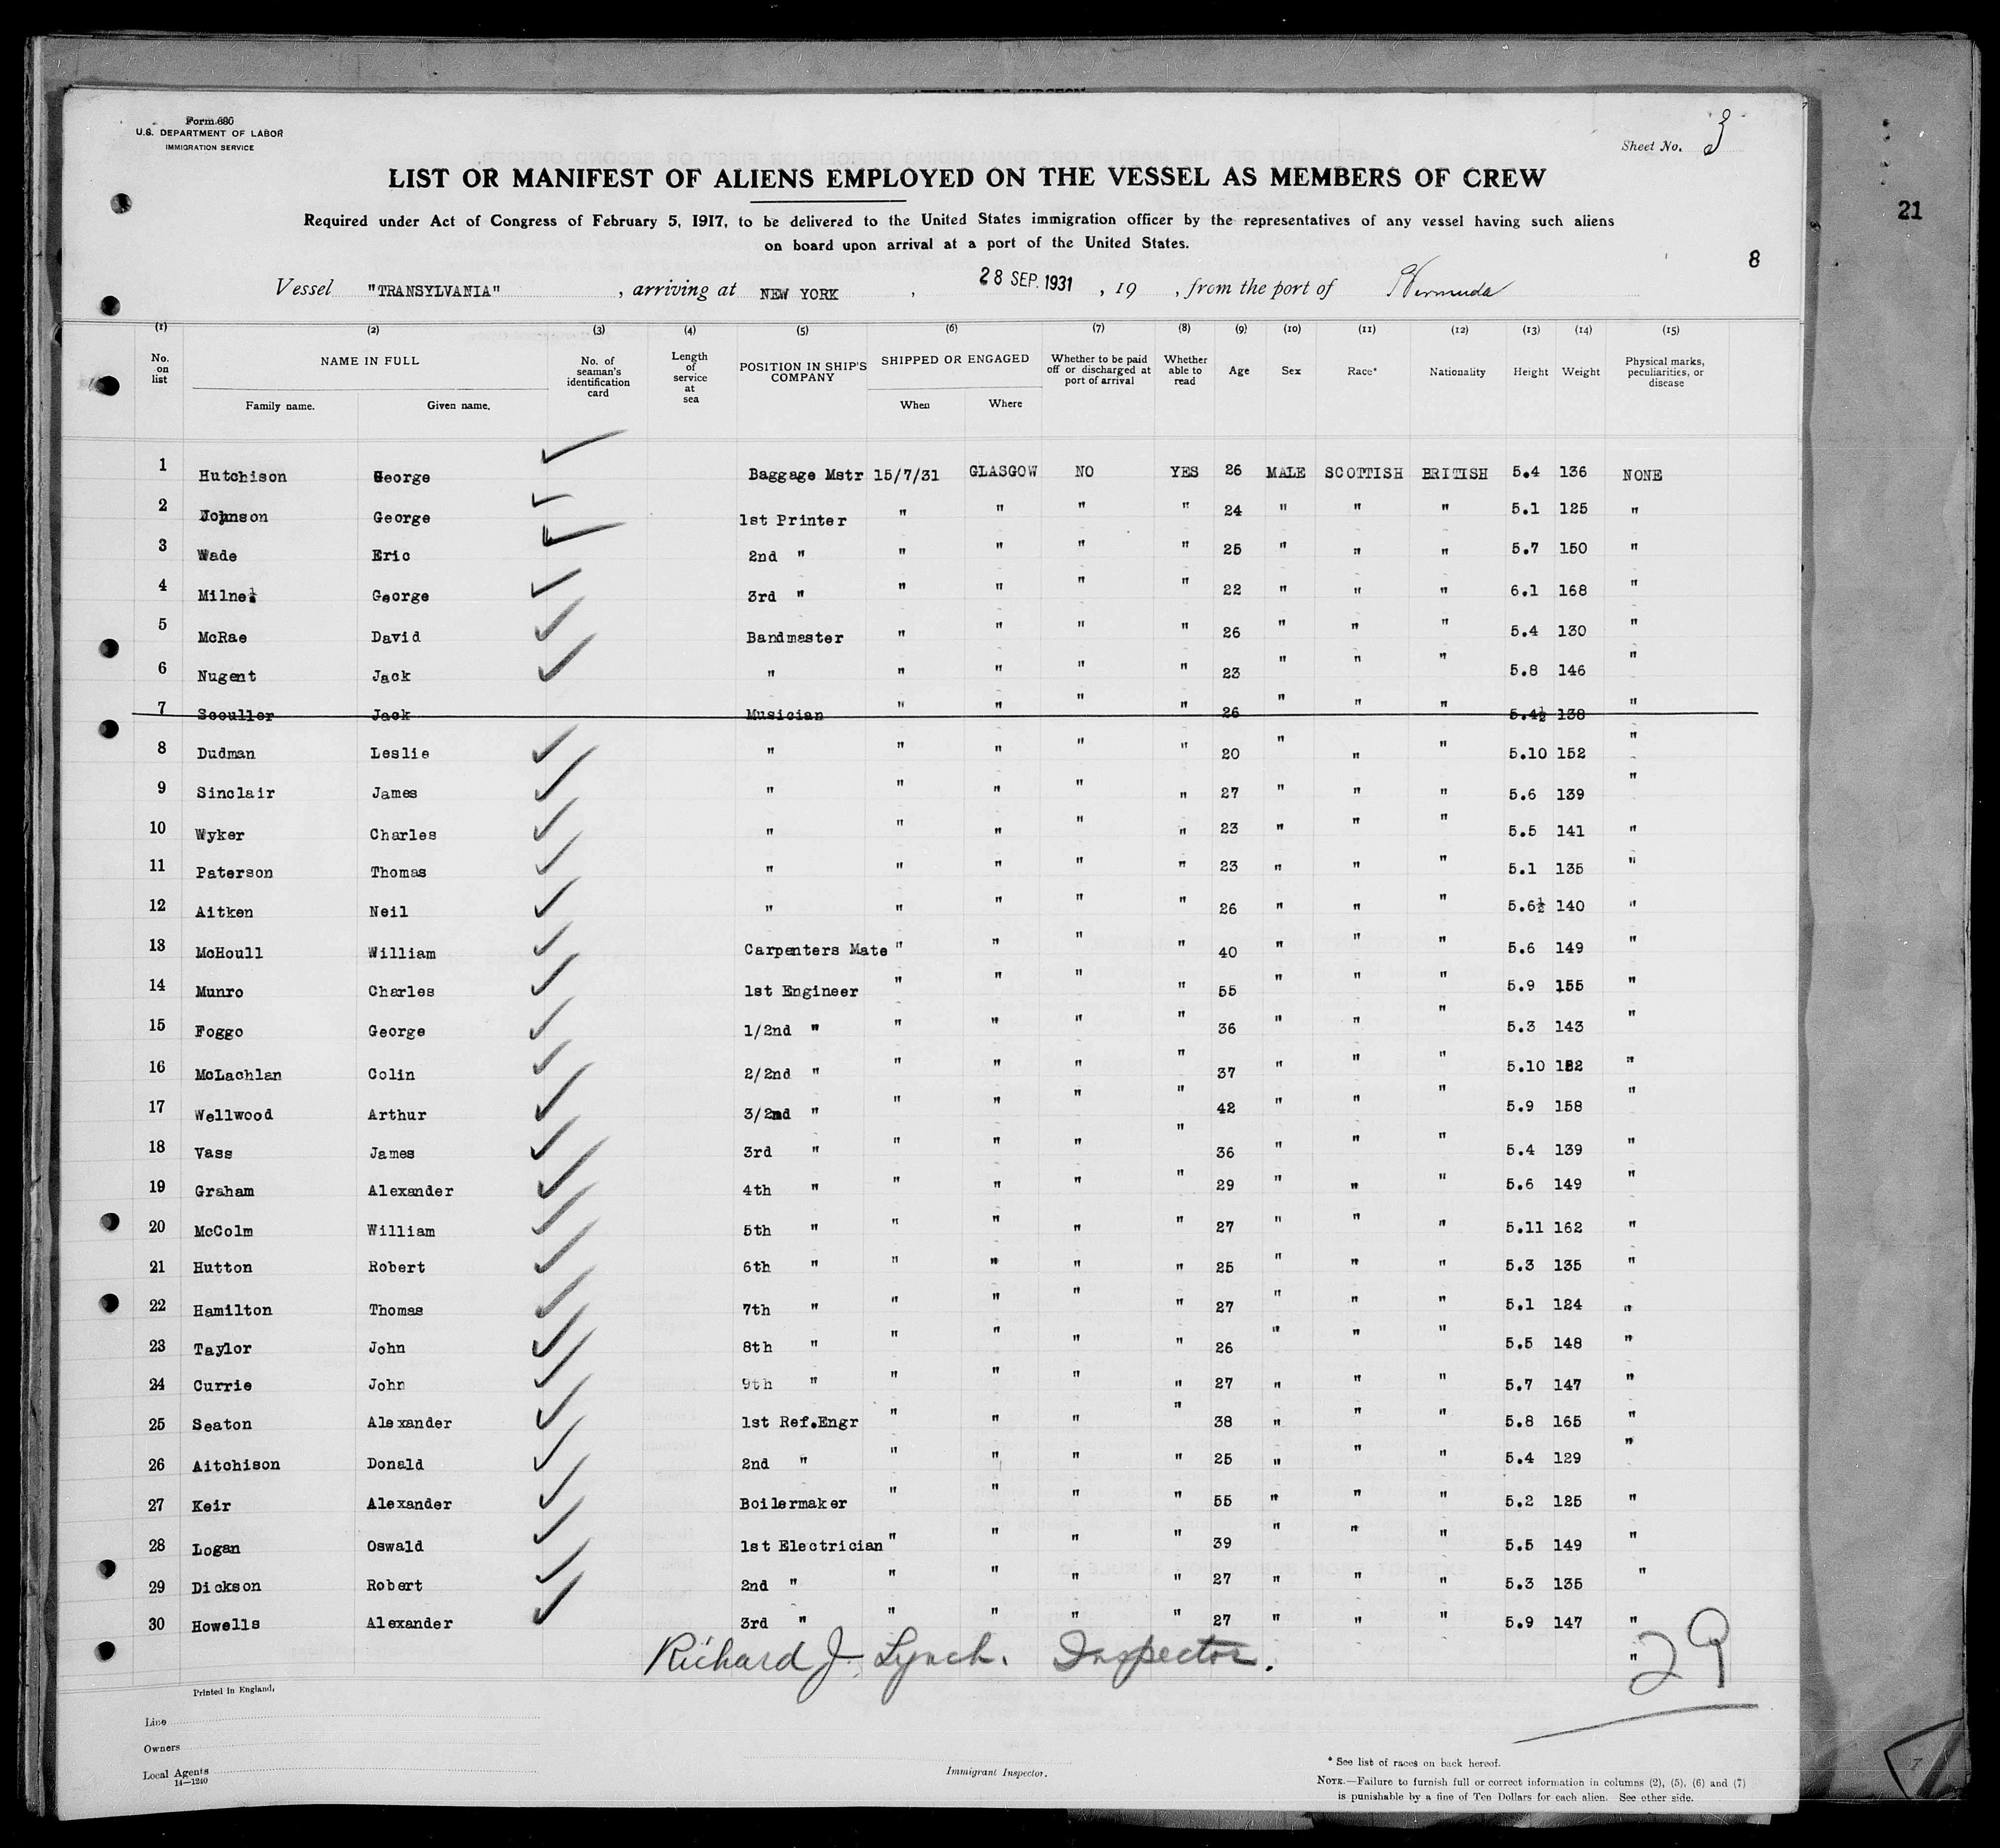 Form 680
U.S. DEPARTMENT OF LABOR
IMMIGRATION SERVICE
Sheet No. 3
LIST OR MANIFEST OF ALIENS EMPLOYED ON THE VESSEL AS MEMBERS OF CREW
Required under Act of Congress of February 5, 1917, to be delivered to the United States immigration officer by the representatives of any vessel having such aliens
on board upon arrival at a port of the United States.
21
8
Vessel "TRANSYLVANIA", arriving at NEW YORK, 28 SEP. 1931, 19 , from the port of Bermuda
(1) (2) (3) (4) (5) (6) (7) (8) (9) (10) (11) (12) (13) (14) (15)
No. on list NAME IN FULL Family name. Given name. No. of seaman's identification card Length of service at sea POSITION IN SHIP'S COMPANY SHIPPED OR ENGAGED When Where Whether to be paid off or discharged at port of arrival Whether able to read Age Sex Race* Nationality Height Weight Physical marks, peculiarities, or disease
1 Hutchison George Baggage Mstr 15/7/31 GLASGOW NO YES 26 MALE SCOTTISH BRITISH 5.4 136 NONE
2 Johnson George 1st Printer " " " " 24 " " " 5.1 125 "
3 Wade Eric 2nd " " " " " 25 " " " 5.7 150 "
4 Milne George 3rd " " " " " 22 " " " 6.1 168 "
5 McRae David Bandmaster " " " " 26 " " " 5.4 130 "
6 Nugent Jack " " " " " 23 " " " 5.8 146 "
7 Scouller Jack Musician " " " " 26 " " " 5.4½ 138 "
8 Dudman Leslie " " " " " 20 " " " 5.10 152 "
9 Sinclair James " " " " " 27 " " " 5.6 139 "
10 Wyker Charles " " " " " 23 " " " 5.5 141 "
11 Paterson Thomas " " " " " 23 " " " 5.1 135 "
12 Aitken Neil " " " " " 26 " " " 5.6½ 140 "
13 McHoull William Carpenters Mate " " " " 40 " " " 5.6 149 "
14 Munro Charles 1st Engineer " " " " 55 " " " 5.9 155 "
15 Foggo George 1/2nd " " " " " 36 " " " 5.3 143 "
16 McLachlan Colin 2/2nd " " " " " 37 " " " 5.10 "
17 Wellwood Arthur 3/2nd " " " " " 42 " " " 5.9 158 "
18 Vass James 3rd " " " " " 36 " " " 5.4 139 "
19 Graham Alexander 4th " " " " " 29 " " " 5.6 149 "
20 McColm William 5th " " " " " 27 " " " 5.11 162 "
21 Hutton Robert 6th " " " " " 25 " " " 5.3 135 "
22 Hamilton Thomas 7th " " " " " 27 " " " 5.1 124 "
23 Taylor John 8th " " " " " 26 " " " 5.5 148 "
24 Currie John 9th " " " " " 27 " " " 5.7 147 "
25 Seaton Alexander 1st Ref.Engr " " " " 38 " " " 5.8 165 "
26 Aitchison Donald 2nd " " " " " 25 " " " 5.4 129 "
27 Keir Alexander Boilermaker " " " " 55 " " " 5.2 125 "
28 Logan Oswald 1st Electrician " " " " 39 " " " 5.5 149 "
29 Dickson Robert 2nd " " " " " 27 " " " 5.3 135 "
30 Howells Alexander 3rd " " " " " 27 " " " 5.9 147 "
Richard J. Lynch. Inspector. " 29
Printed in England.
Line
Owners
Local Agents
14—1240
Immigrant Inspector.
* See list of races on back hereof.
NOTE.—Failure to furnish full or correct information in columns (2), (5), (6) and (7)
is punishable by a fine of Ten Dollars for each alien. See other side.